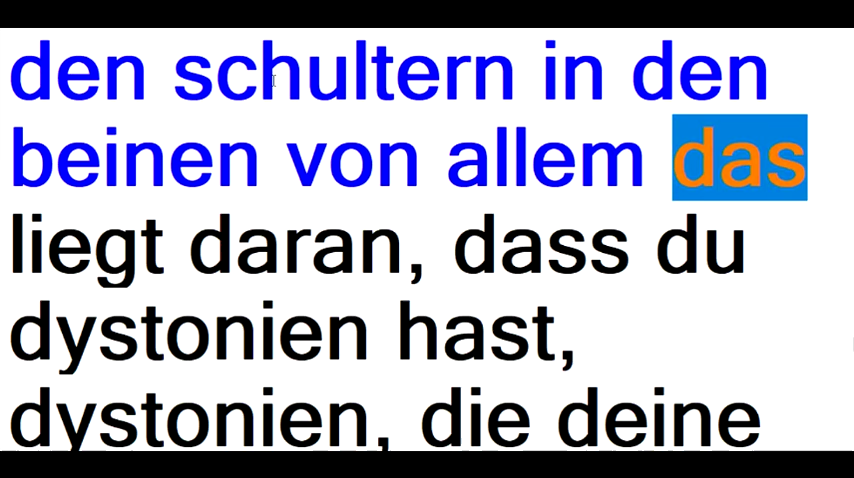 den schultern in den
beinen von allem das
liegt daran, dass du
dystonien hast,
dystonien, die deine